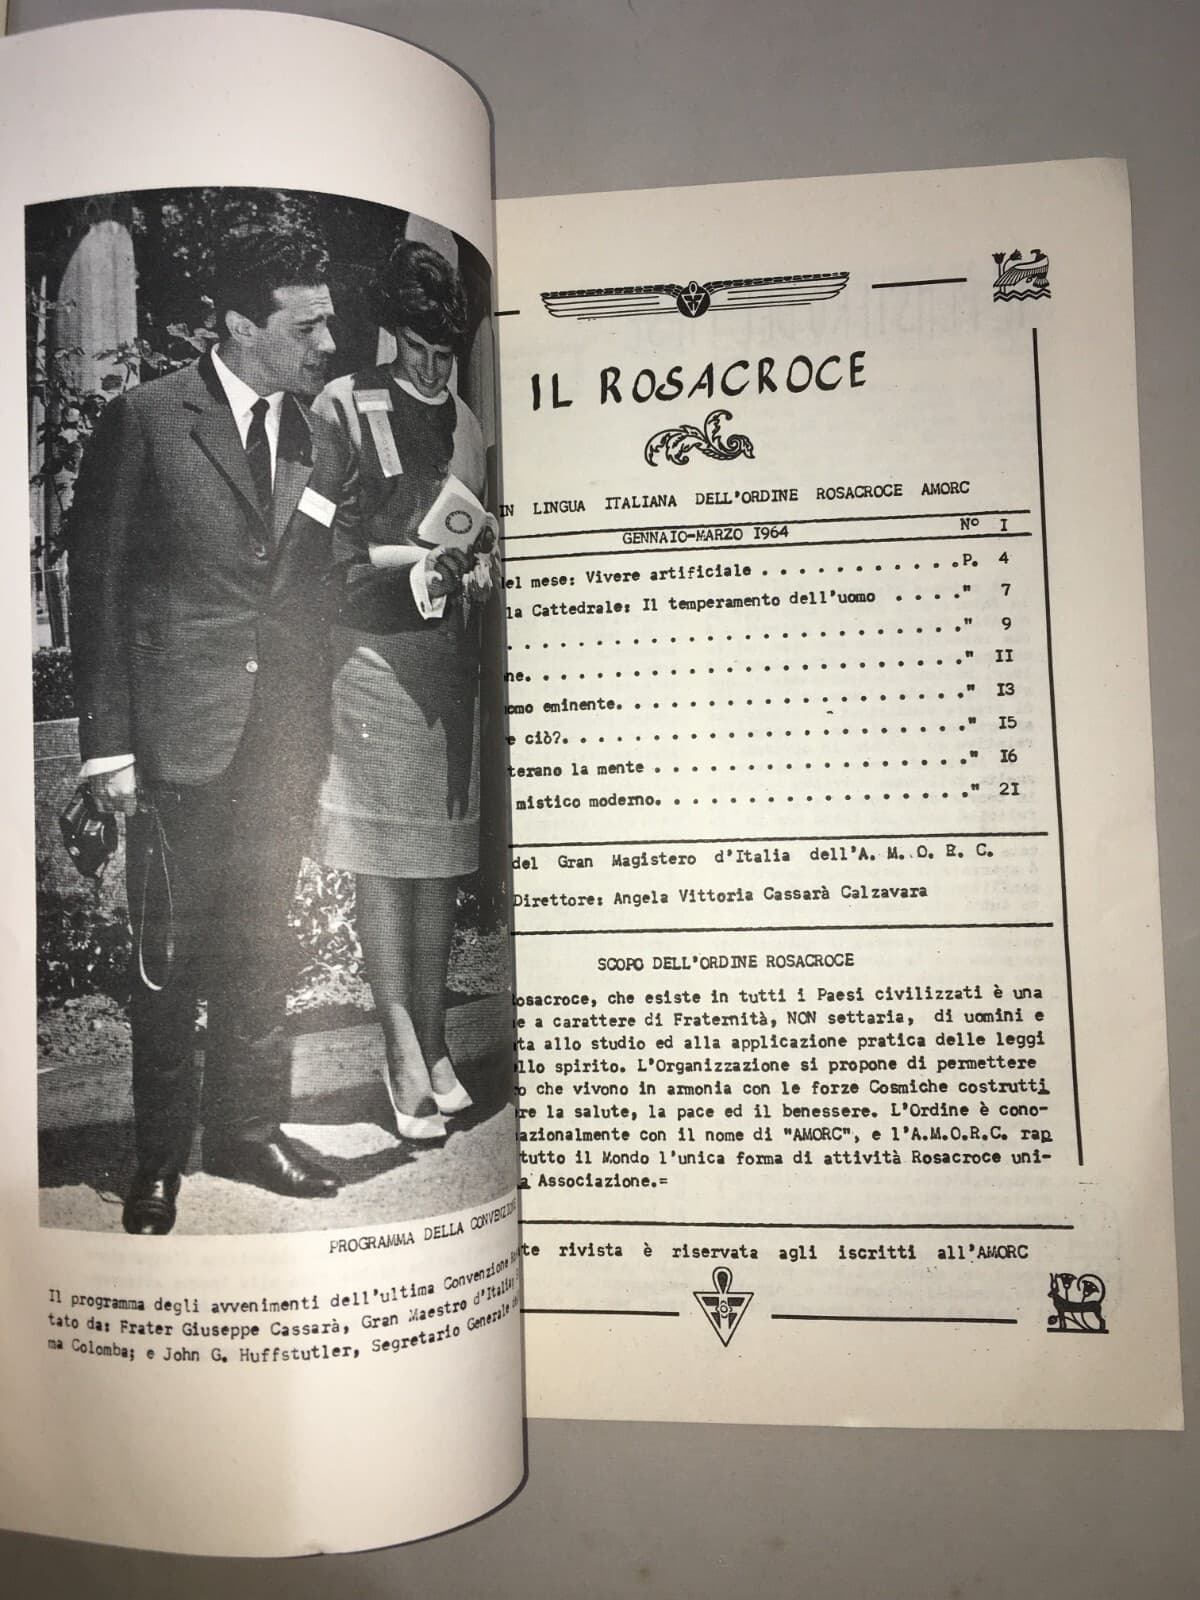 PROGRAMMA DELLA CONVENZIONE
Il programma degli avvenimenti dell'ultima Convenzione
tato da: Frater Giuseppe Cassarà, Gran Maestro d'Italia;
ma Colomba; e John G. Huffstutler, Segretario Generale
IL ROSACROCE
IN LINGUA ITALIANA DELL'ORDINE ROSACROCE AMORC
GENNAIO-MARZO I964 Nº I
del mese: Vivere artificiale . . . . . . . . . . . .P. 4
la Cattedrale: Il temperamento dell'uomo . . . ." 7
. . . . . . . . . . . . . . . . . . . . . . . . . ." 9
ne. . . . . . . . . . . . . . . . . . . . . . . . ." II
uomo eminente. . . . . . . . . . . . . . . . . . . ." I3
e ciò?. . . . . . . . . . . . . . . . . . . . . . ." I5
terano la mente . . . . . . . . . . . . . . . . . ." I6
mistico moderno. . . . . . . . . . . . . . . . . ." 2I
del Gran Magistero d'Italia dell'A. M. O. R. C.
Direttore: Angela Vittoria Cassarà Calzavara
SCOPO DELL'ORDINE ROSACROCE
Rosacroce, che esiste in tutti i Paesi civilizzati è una
e a carattere di Fraternità, NON settaria, di uomini e
ta allo studio ed alla applicazione pratica delle leggi
llo spirito. L'Organizzazione si propone di permettere
o che vivono in armonia con le forze Cosmiche costrutti
re la salute, la pace ed il benessere. L'Ordine è cono-
azionalmente con il nome di "AMORC", e l'A.M.O.R.C. rap
tutto il Mondo l'unica forma di attività Rosacroce uni-
a Associazione.=
te rivista è riservata agli iscritti all'AMORC